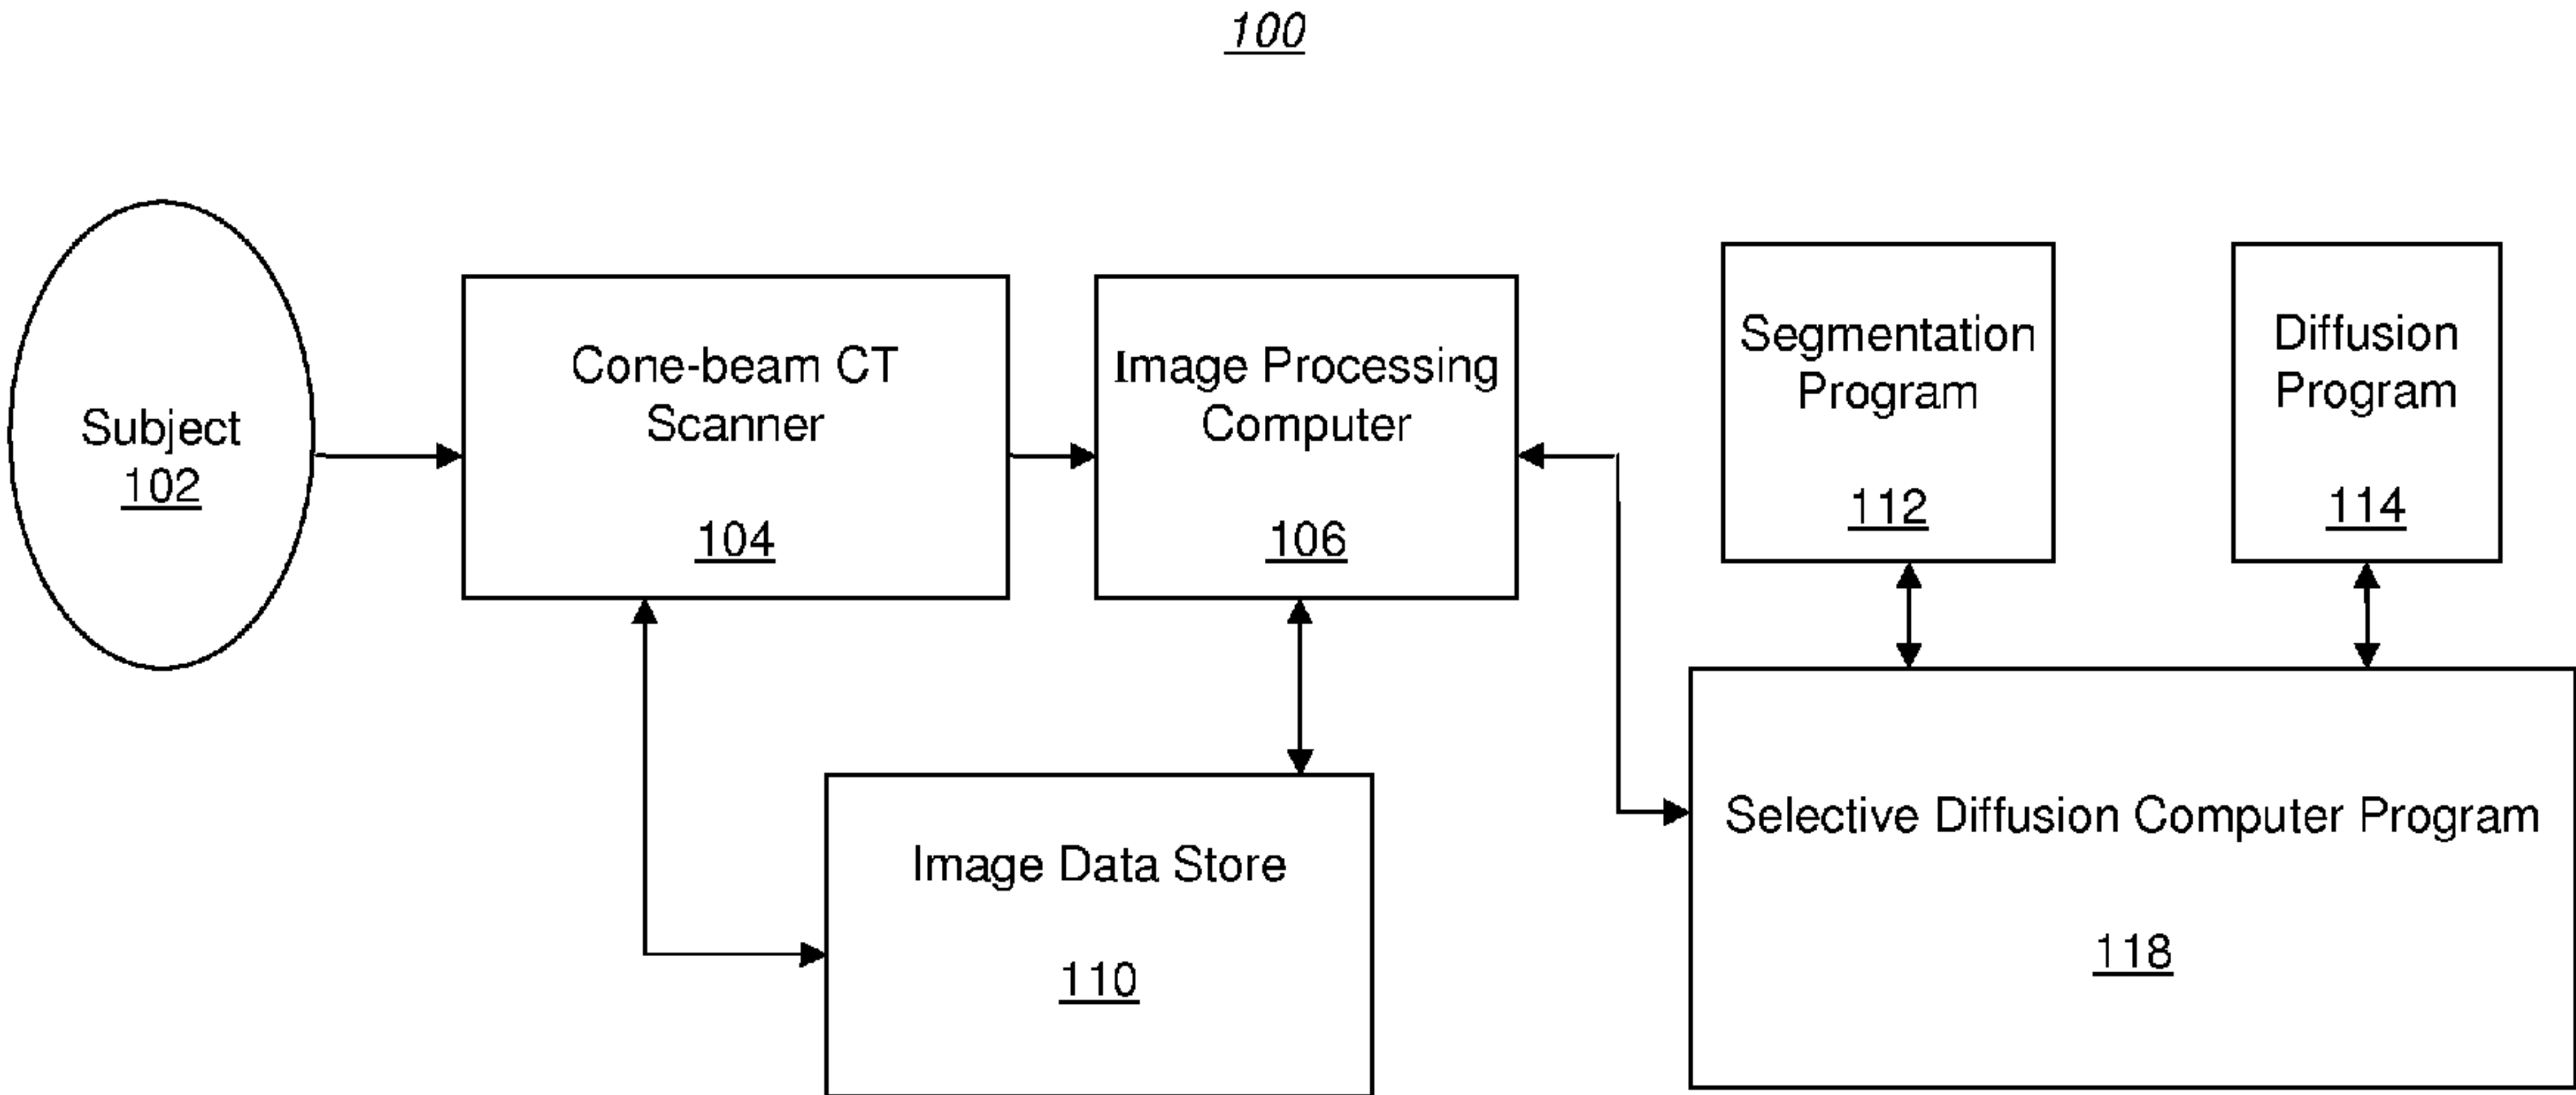 100
Subject
102
Cone-beam CT
Scanner
104
Image Processing
Computer
106
Segmentation
Program
112
Diffusion
Program
114
Image Data Store
110
Selective Diffusion Computer Program
118